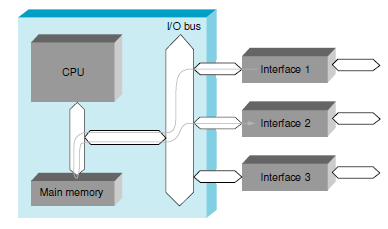 I/O bus
CPU
Interface 1
Interface 2
Interface 3
Main memory